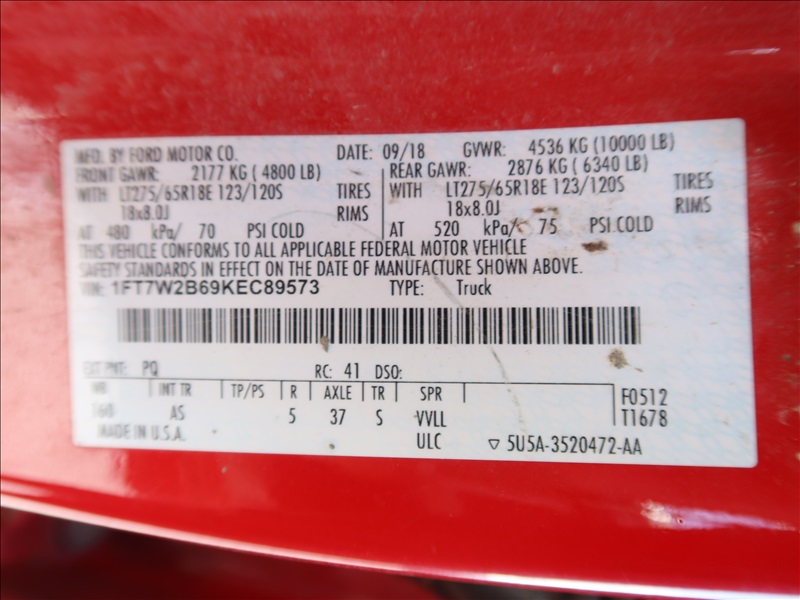 MFD. BY FORD MOTOR CO. DATE: 09/18 GVWR: 4536 KG (10000 LB)
FRONT GAWR: 2177 KG ( 4800 LB) REAR GAWR: 2876 KG ( 6340 LB)
WITH LT275/65R18E 123/120S TIRES WITH LT275/65R18E 123/120S TIRES
18x8.0J RIMS 18x8.0J RIMS
AT 480 kPa/ 70 PSI COLD AT 520 kPa/ 75 PSI COLD
THIS VEHICLE CONFORMS TO ALL APPLICABLE FEDERAL MOTOR VEHICLE
SAFETY STANDARDS IN EFFECT ON THE DATE OF MANUFACTURE SHOWN ABOVE.
VIN: 1FT7W2B69KEC89573 TYPE: Truck
EXT PNT: PQ RC: 41 DSO:
WB INT TR TP/PS R AXLE TR SPR F0512
160 AS 5 37 S VVLL T1678
MADE IN U.S.A. ULC ▽ 5U5A-3520472-AA